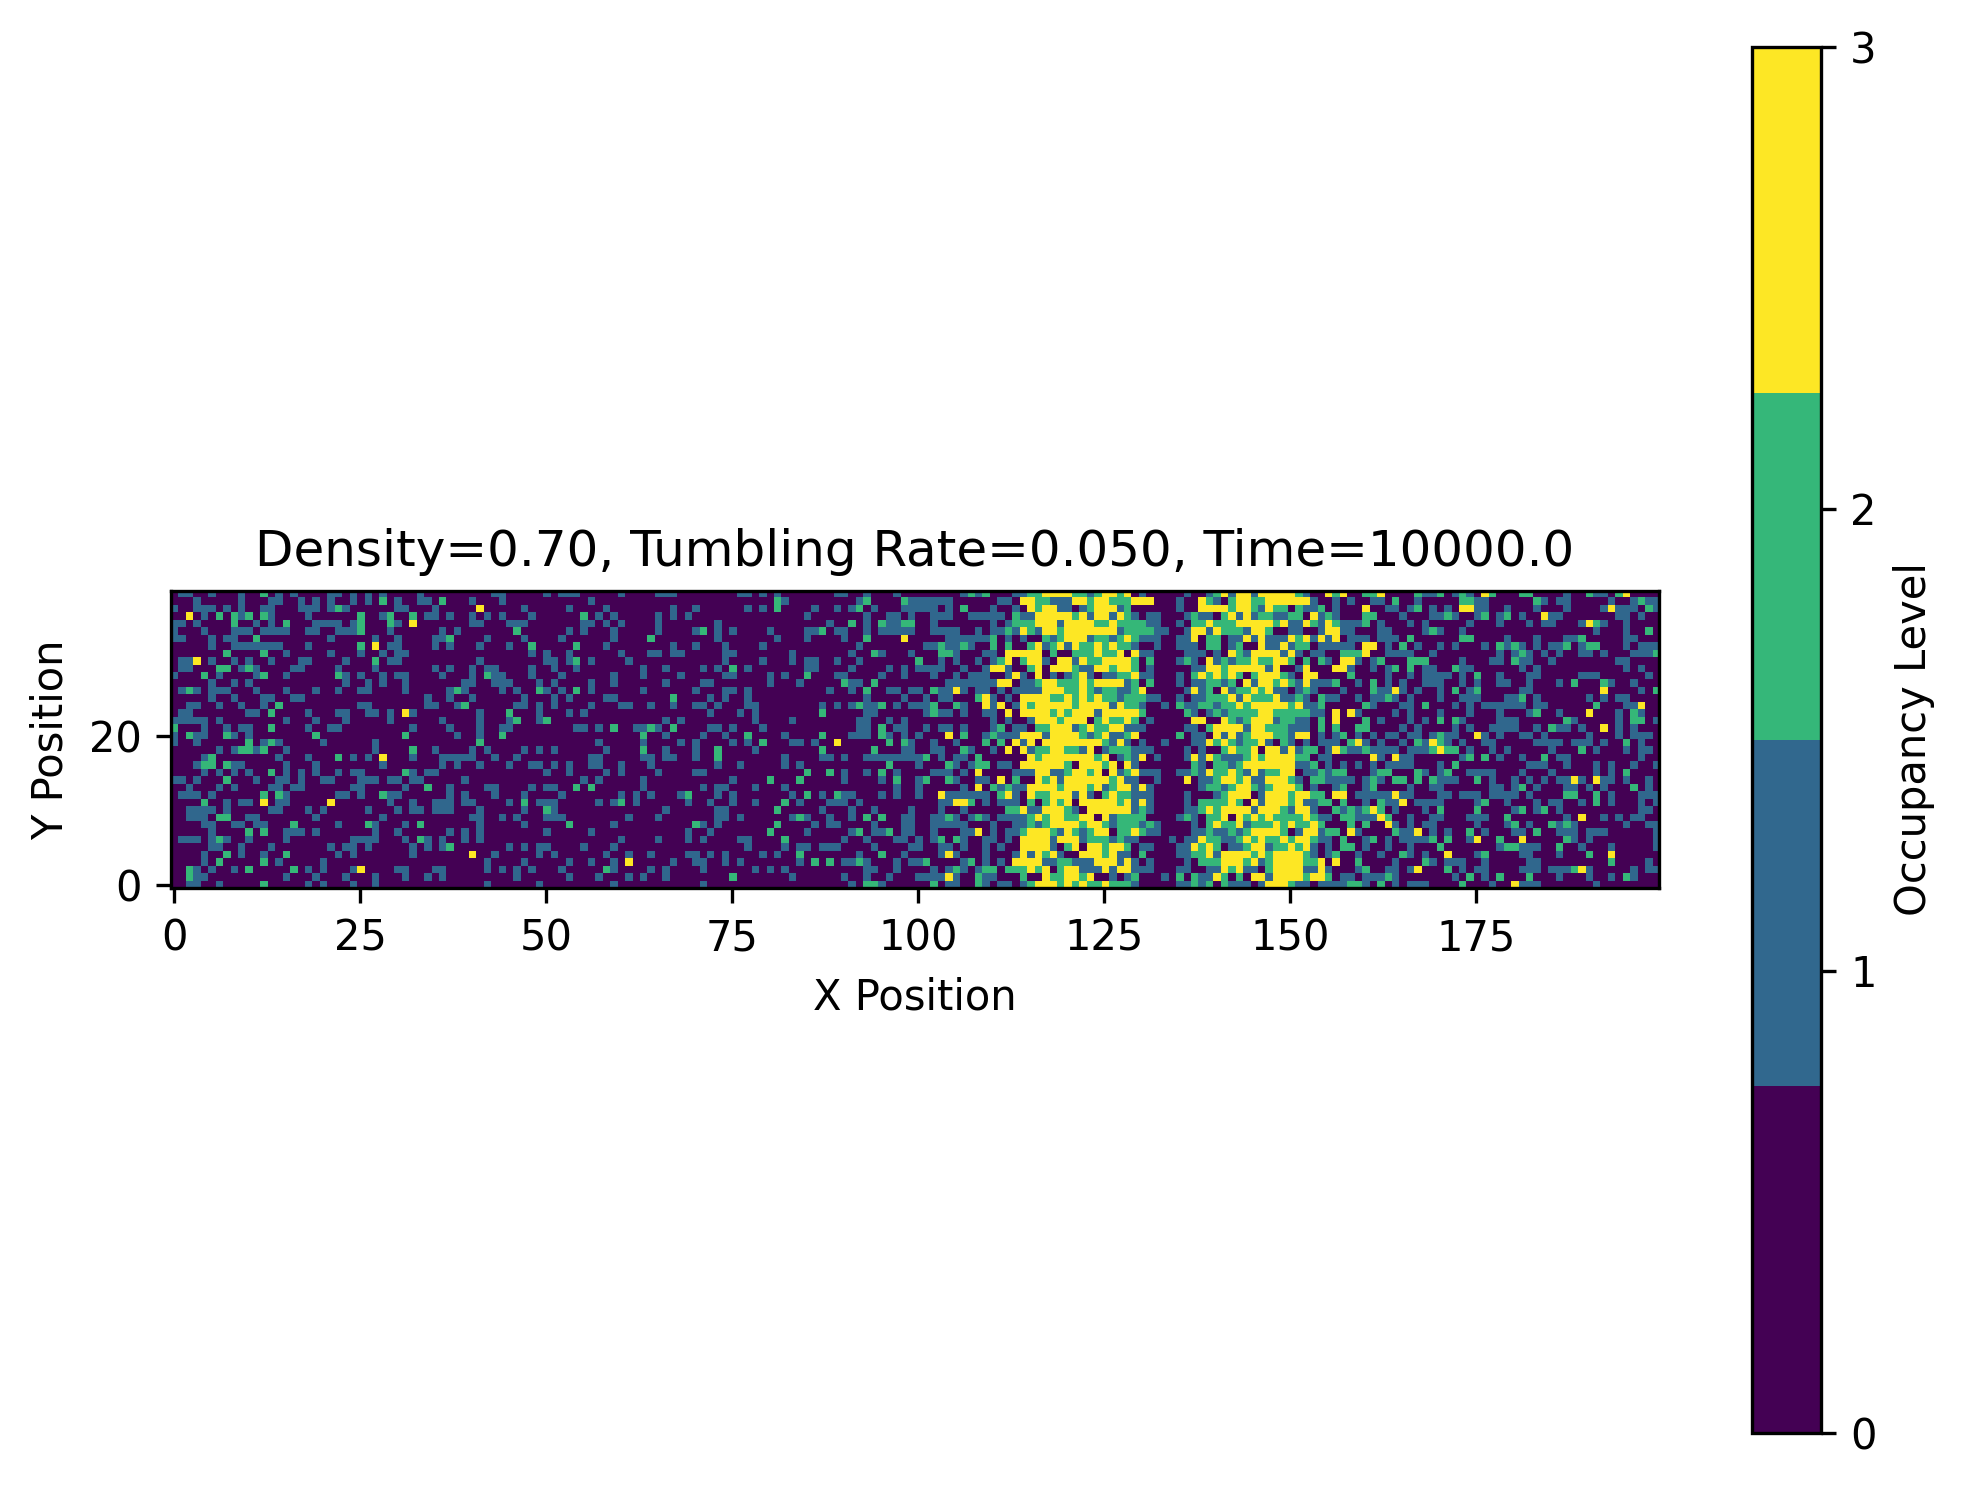 Density=0.70, Tumbling Rate=0.050, Time=10000.0
Y Position
20
0
0 25 50 75 100 125 150 175
X Position
3
2
1
0
Occupancy Level